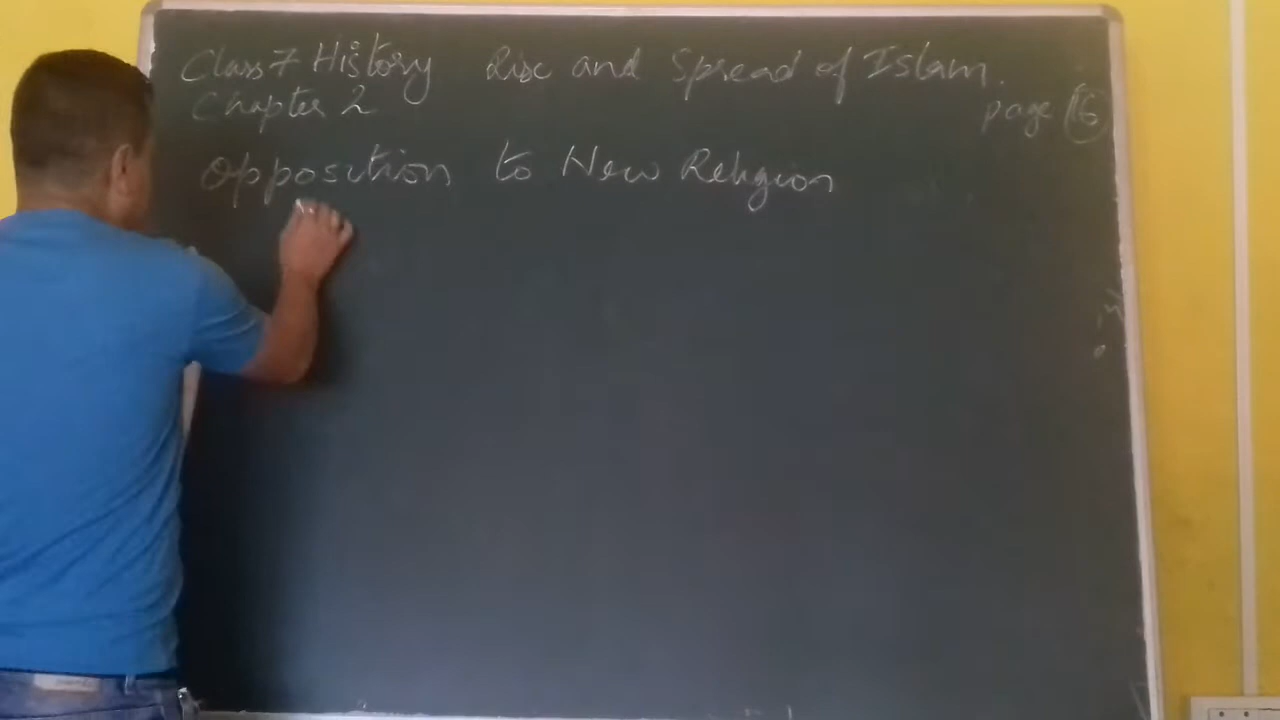 Class 7 History Rise and Spread of Islam.
Chapter 2
page 16
Opposition to New Religion